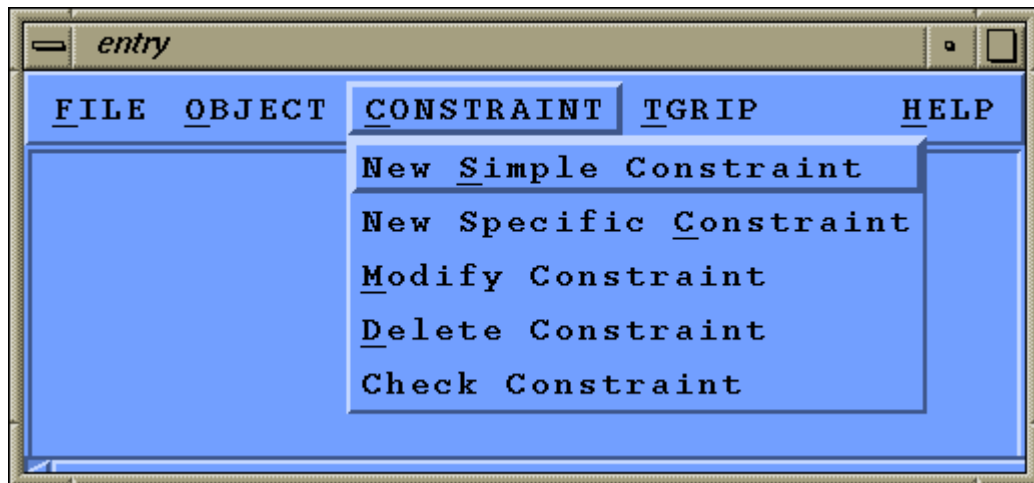 entry
FILE OBJECT CONSTRAINT TGRIP HELP
New Simple Constraint
New Specific Constraint
Modify Constraint
Delete Constraint
Check Constraint